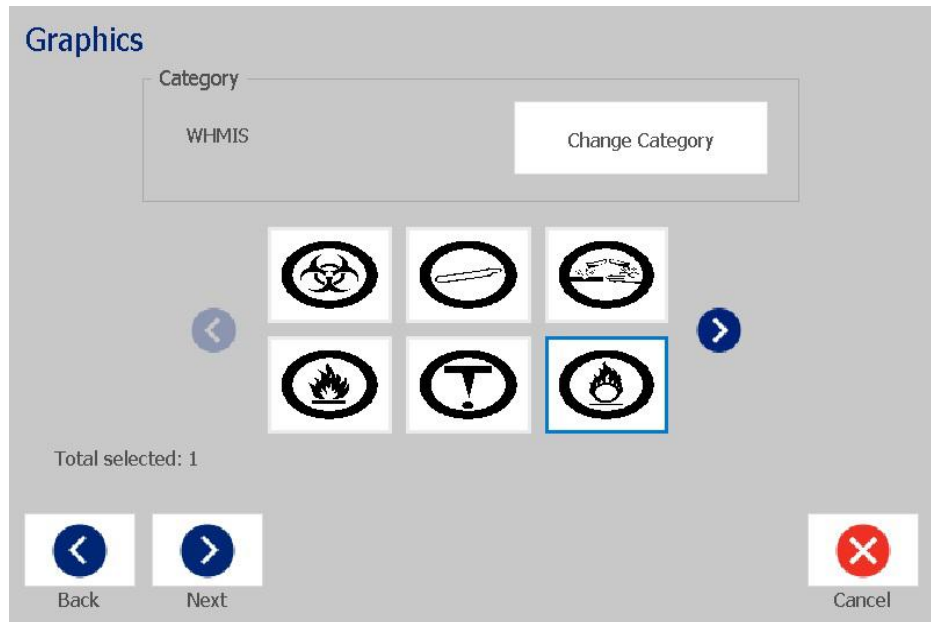 Graphics
Category
WHMIS
Change Category
Total selected: 1
Back
Next
Cancel